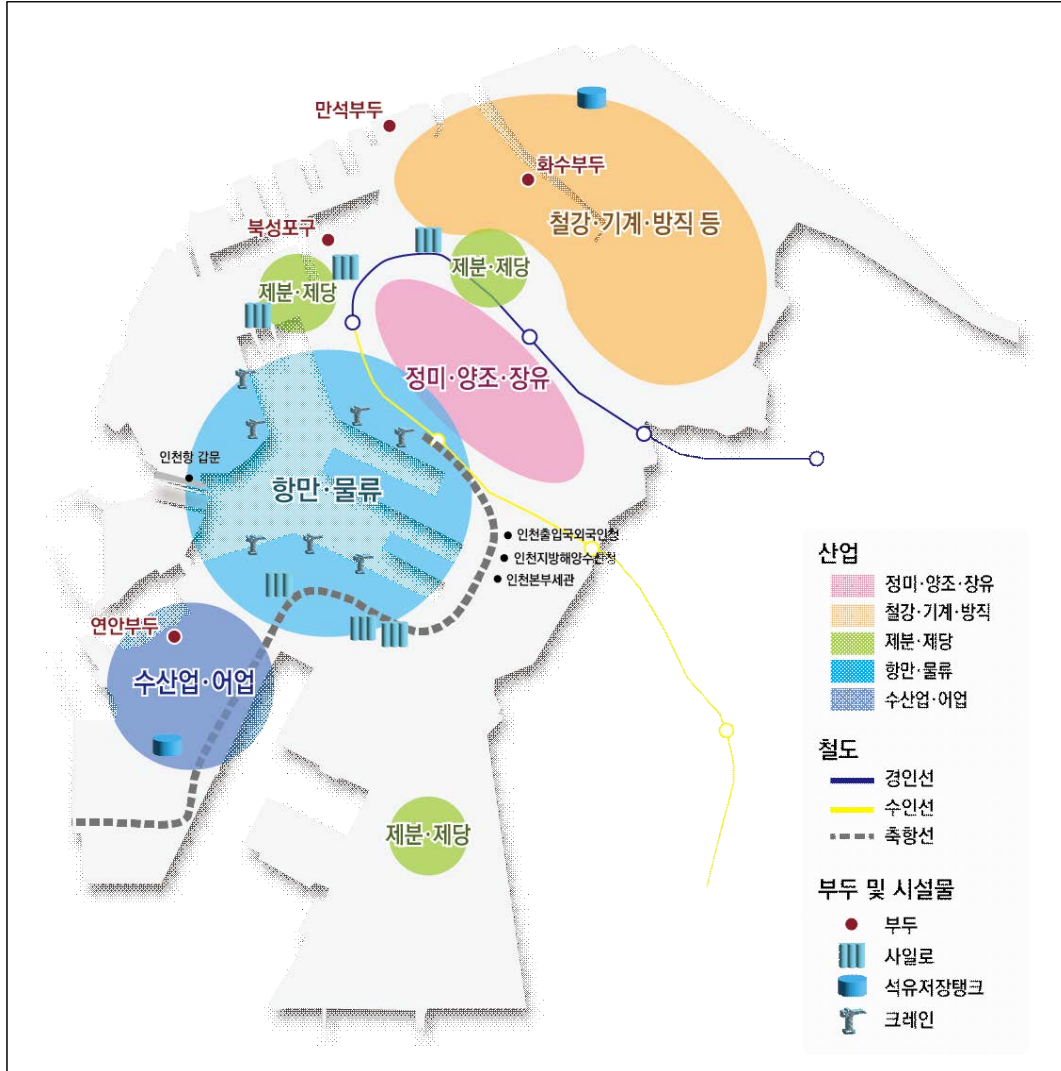 만석부두
화수부두
철강·기계·방직 등
북성포구
제분·제당
제분·제당
정미·양조·장유
인천항 갑문
항만·물류
인천출입국외국인청
인천지방해양수산청
인천본부세관
연안부두
수산업·어업
제분·제당
산업
정미·양조·장유
철강·기계·방직
제분·제당
항만·물류
수산업·어업
철도
경인선
수인선
축항선
부두 및 시설물
부두
사일로
석유저장탱크
크레인